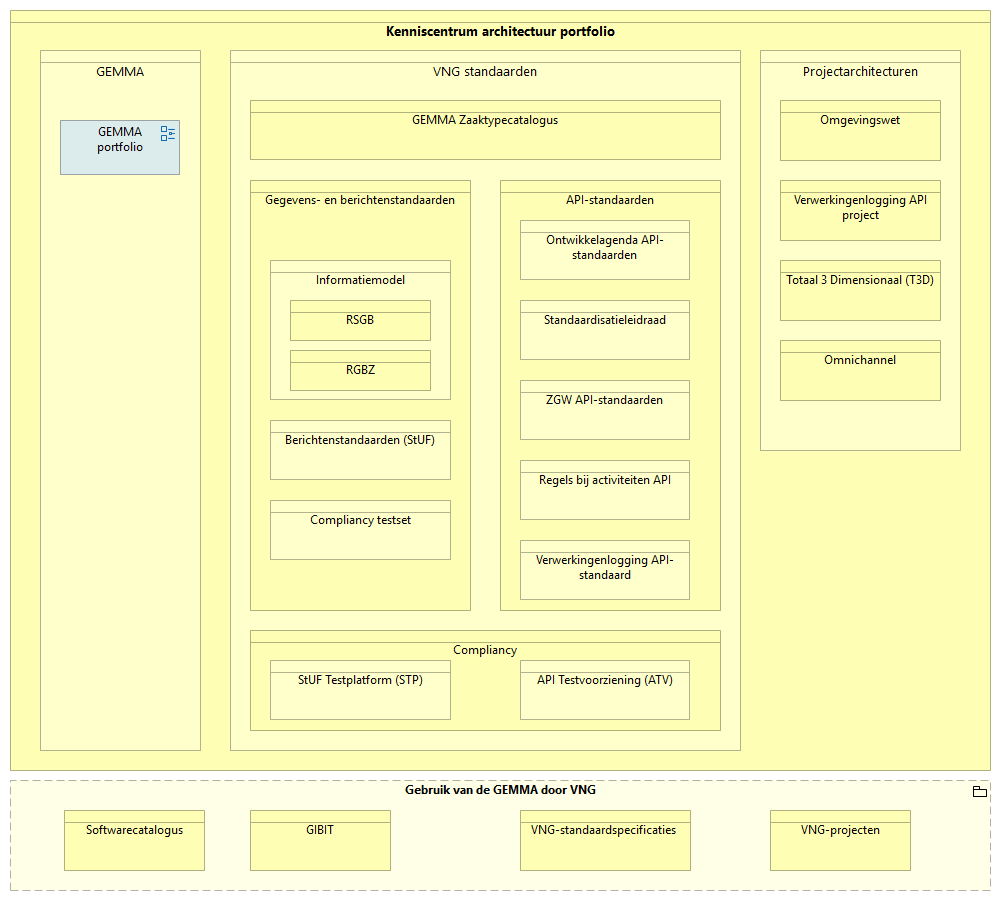 Kenniscentrum architectuur portfolio
GEMMA
GEMMA
portfolio
VNG standaarden
GEMMA Zaaktypecatalogus
Gegevens- en berichtenstandaarden
Informatiemodel
RSGB
RGBZ
Berichtenstandaarden (StUF)
Compliancy testset
API-standaarden
Ontwikkelagenda API-
standaarden
Standaardisatieleidraad
ZGW API-standaarden
Regels bij activiteiten API
Verwerkingenlogging API-
standaard
Compliancy
StUF Testplatform (STP)
API Testvoorziening (ATV)
Projectarchitecturen
Omgevingswet
Verwerkingenlogging API
project
Totaal 3 Dimensionaal (T3D)
Omnichannel
Gebruik van de GEMMA door VNG
Softwarecatalogus
GIBIT
VNG-standaardspecificaties
VNG-projecten